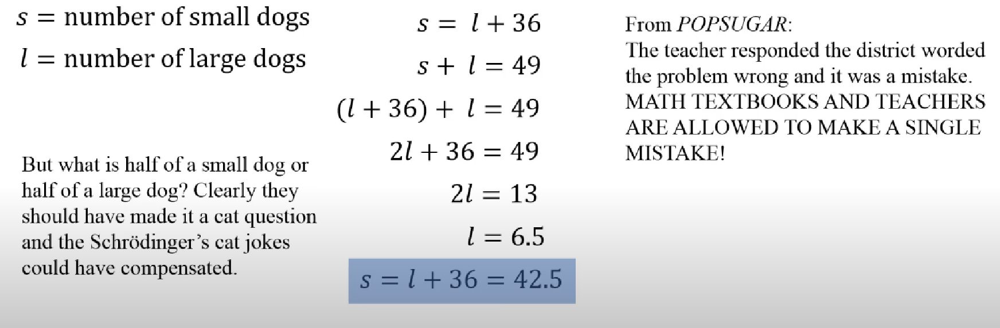 s = number of small dogs
l = number of large dogs
But what is half of a small dog or
half of a large dog? Clearly they
should have made it a cat question
and the Schrödinger's cat jokes
could have compensated.
s = l + 36
s + l = 49
(l + 36) + l = 49
2l + 36 = 49
2l = 13
l = 6.5
s = l + 36 = 42.5
From POPSUGAR:
The teacher responded the district worded
the problem wrong and it was a mistake.
MATH TEXTBOOKS AND TEACHERS
ARE ALLOWED TO MAKE A SINGLE
MISTAKE!